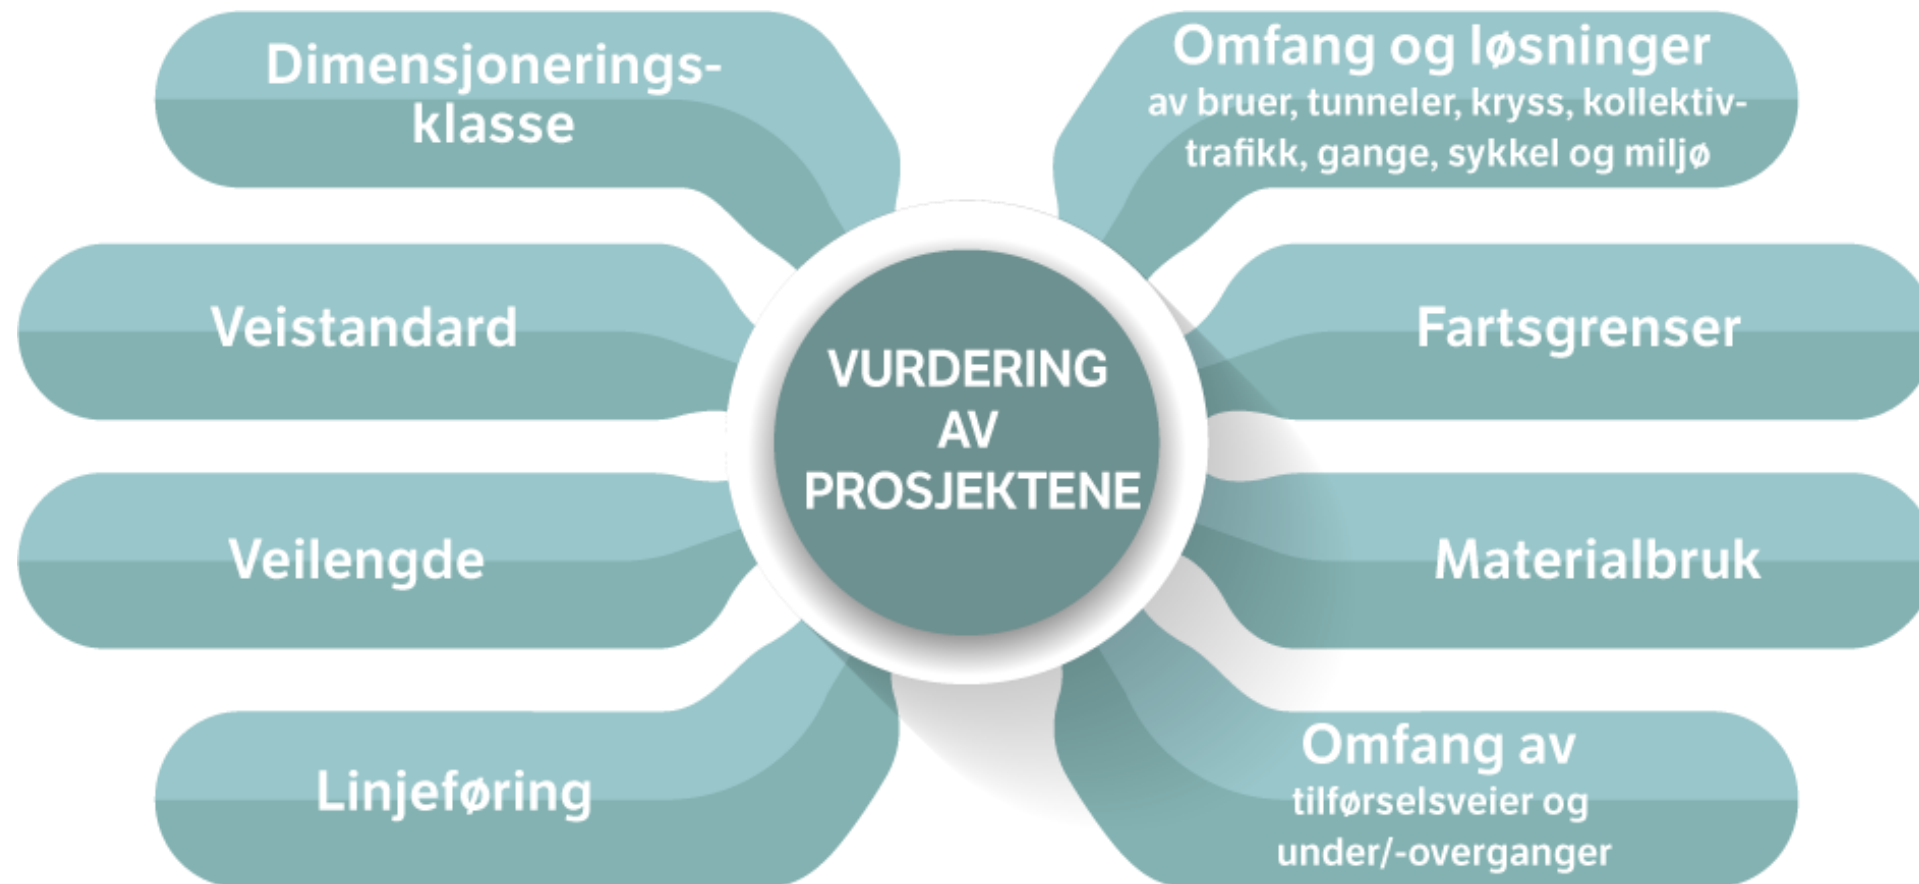 Dimensjonerings-
klasse
Veistandard
Veilengde
Linjeføring
VURDERING
AV
PROSJEKTENE
Omfang og løsninger
av bruer, tunneler, kryss, kollektiv-
trafikk, gange, sykkel og miljø
Fartsgrenser
Materialbruk
Omfang av
tilførselsveier og
under/-overganger